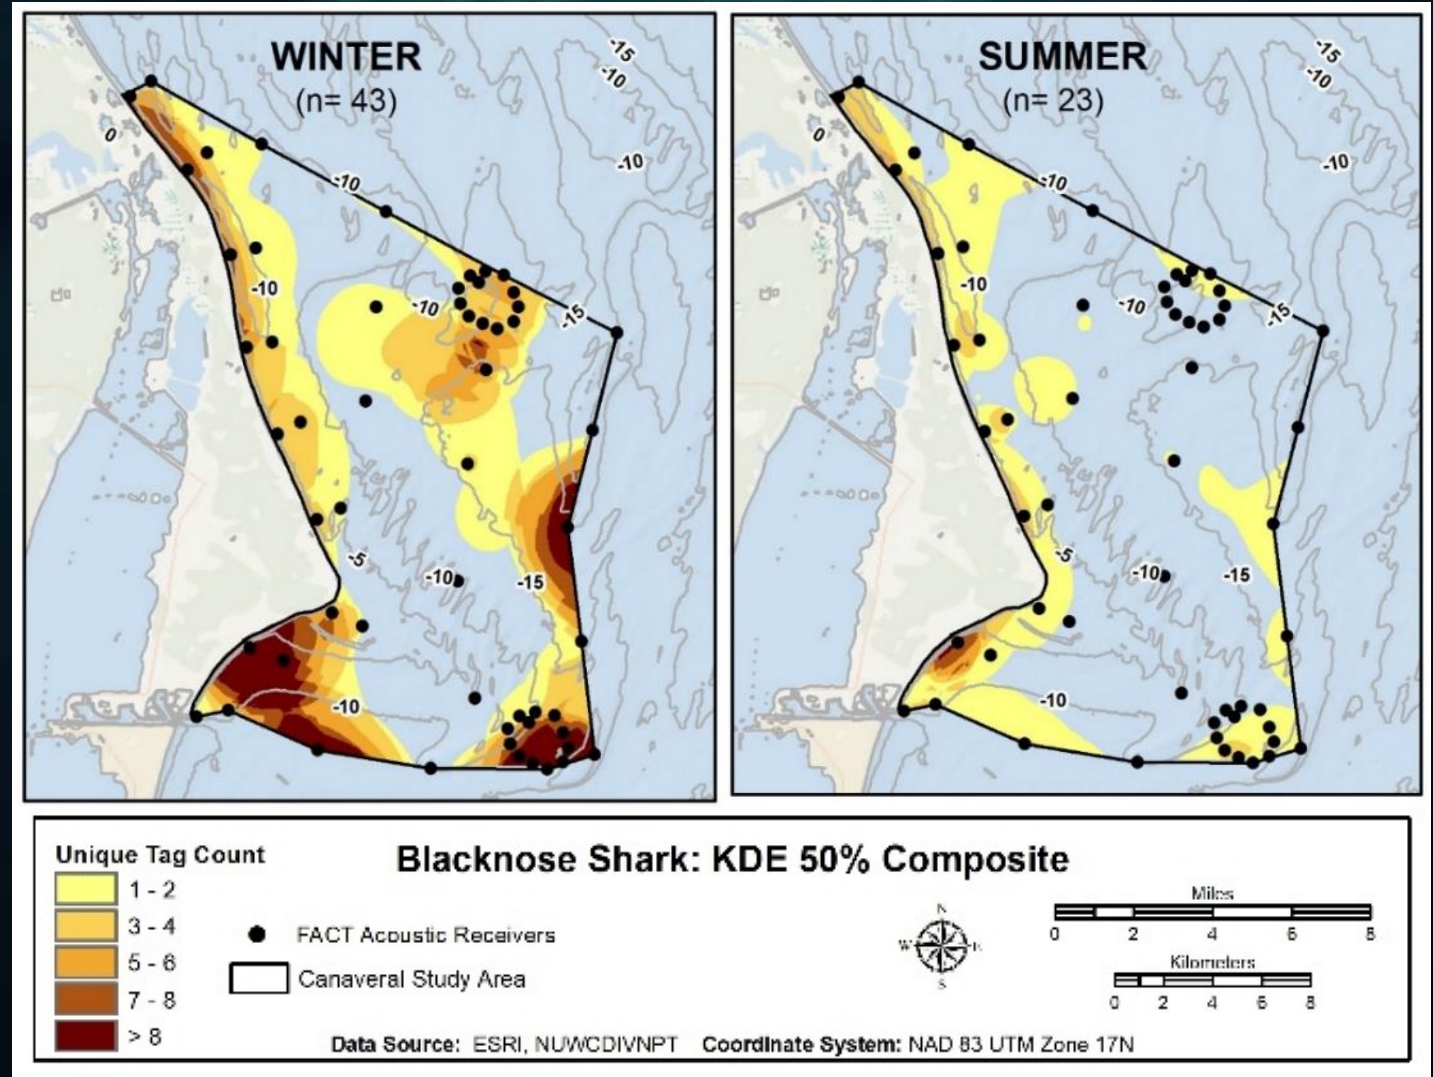 WINTER
(n= 43)
-15
-10
0
-10
-10
-10
-10
-15
-5
-10
-15
-10
SUMMER
(n= 23)
-15
-10
0
-10
-10
-10
-10
-15
-5
-10
-15
-10
Unique Tag Count
1 - 2
3 - 4
5 - 6
7 - 8
> 8
Blacknose Shark: KDE 50% Composite
FACT Acoustic Receivers
Canaveral Study Area
N
W E
S
Miles
0 2 4 6 8
Kilometers
0 2 4 6 8
Data Source: ESRI, NUWCDIVNPT Coordinate System: NAD 83 UTM Zone 17N